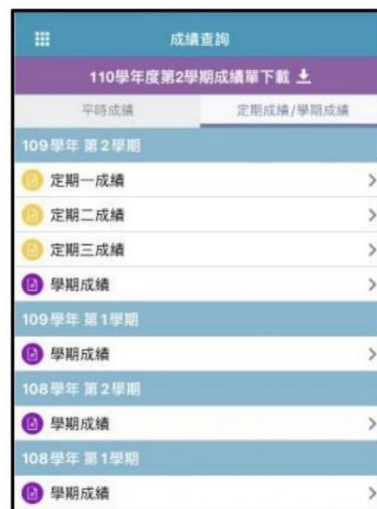 成績查詢
110學年度第2學期成績單下載
平時成績
定期成績/學期成績
109學年 第2學期
定期一成績
定期二成績
定期三成績
學期成績
109學年 第1學期
學期成績
108學年 第2學期
學期成績
108學年 第1學期
學期成績